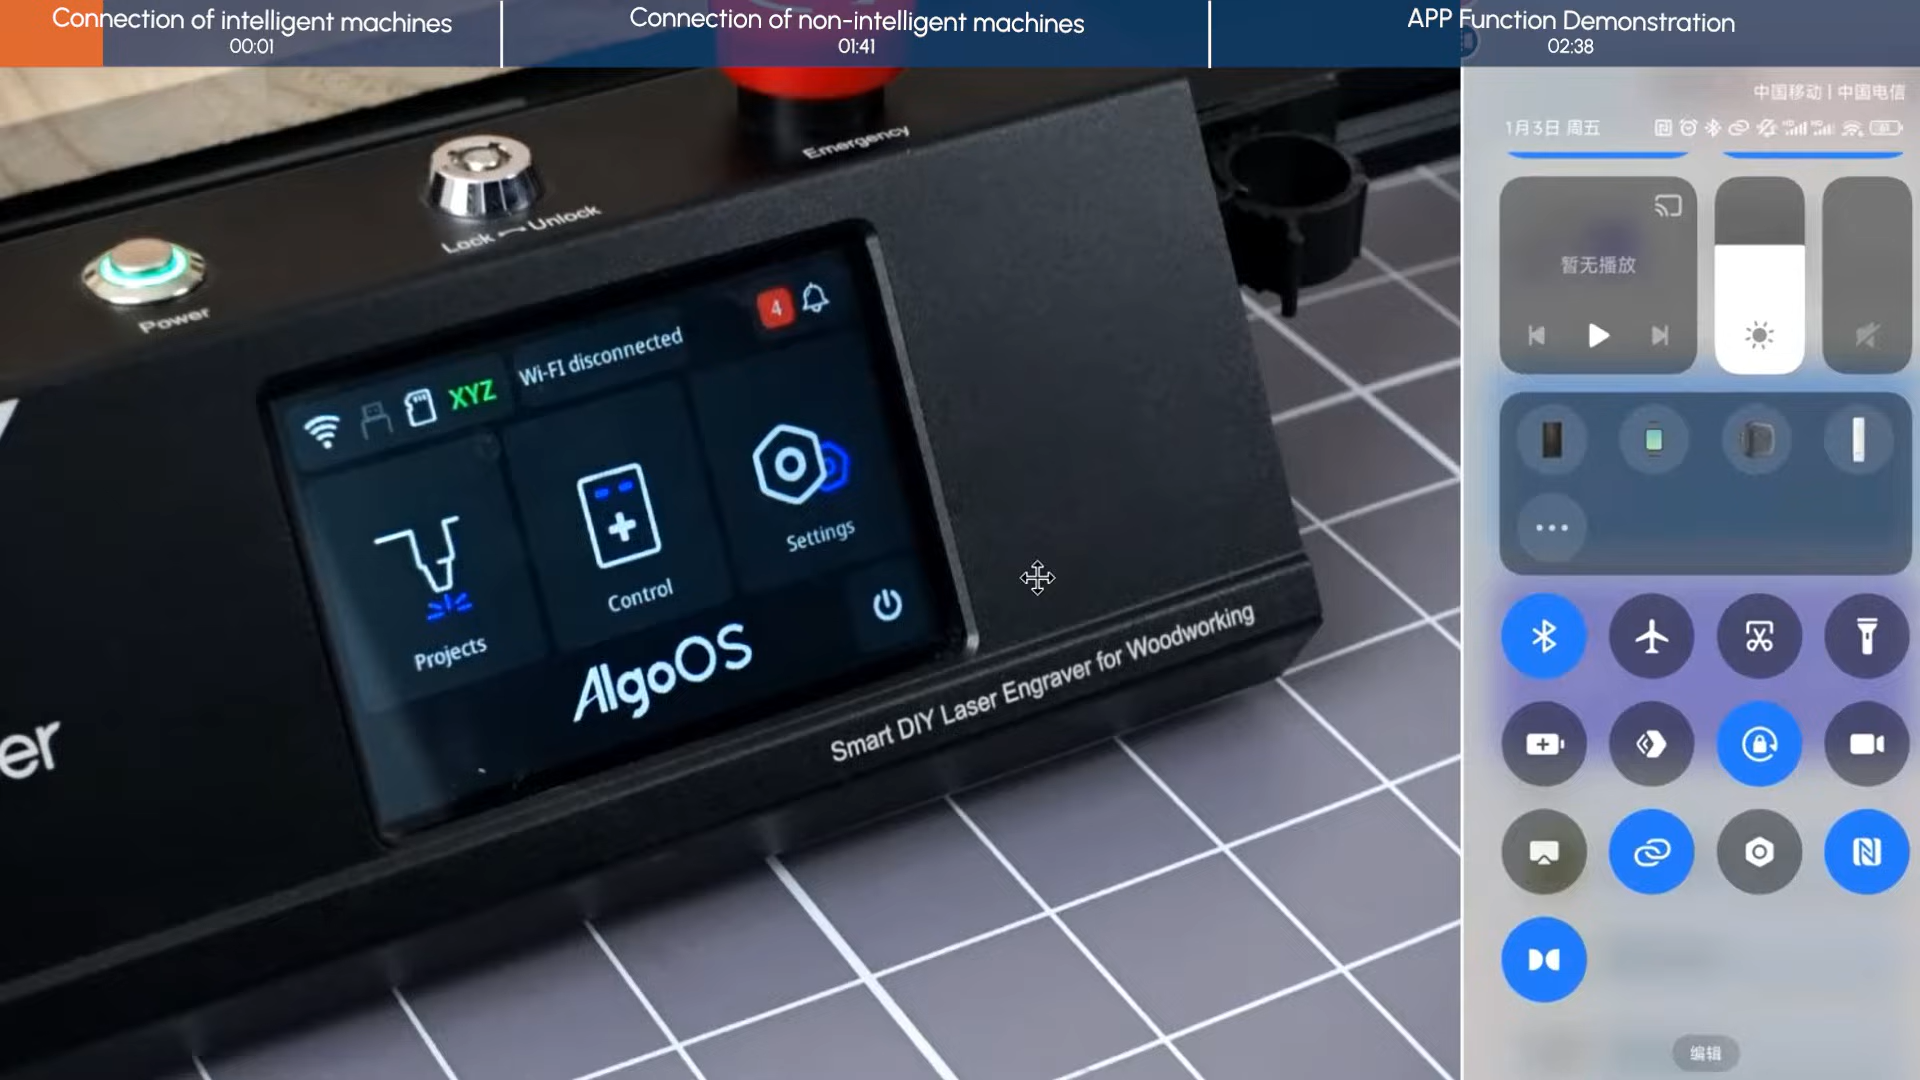 Connection of intelligent machines
00:01
Connection of non-intelligent machines
01:41
APP Function Demonstration
02:38
中国移动 | 中国电信
1月3日 周五
暂无播放
编辑
Emergency
Lock Unlock
Power
4
Wi-FI disconnected
XYZ
Projects
Control
Settings
AlgoOS
Smart DIY Laser Engraver for Woodworking
er